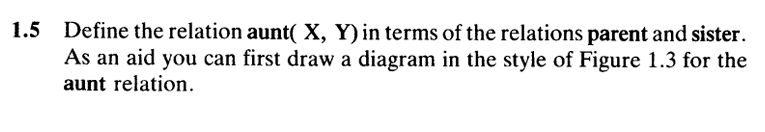 1.5 Define the relation aunt( X, Y) in terms of the relations parent and sister.
As an aid you can first draw a diagram in the style of Figure 1.3 for the
aunt relation.